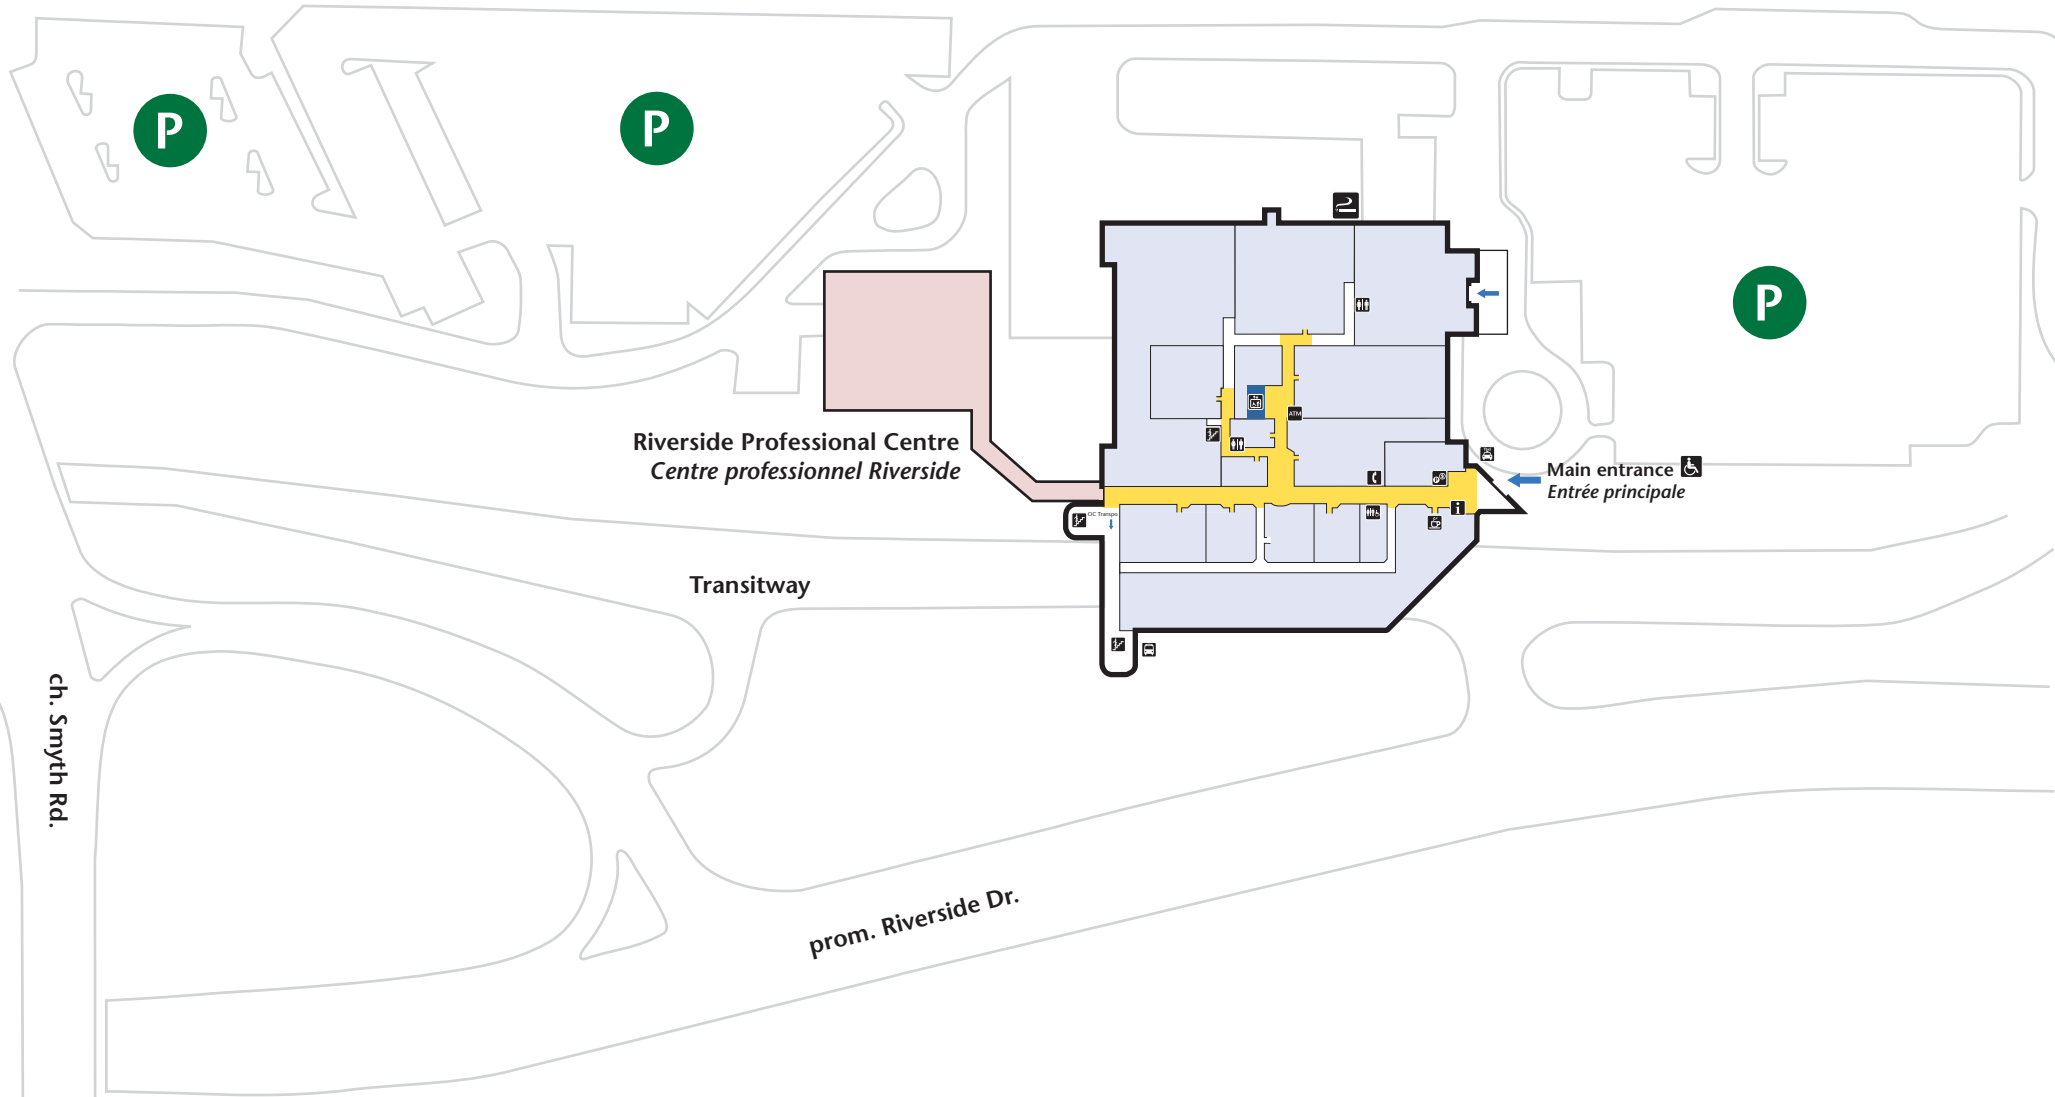 P
P
P
Riverside Professional Centre
Centre professionnel Riverside
ATM
Main entrance
Entrée principale
i
OC Transpo
Transitway
ch. Smyth Rd.
prom. Riverside Dr.